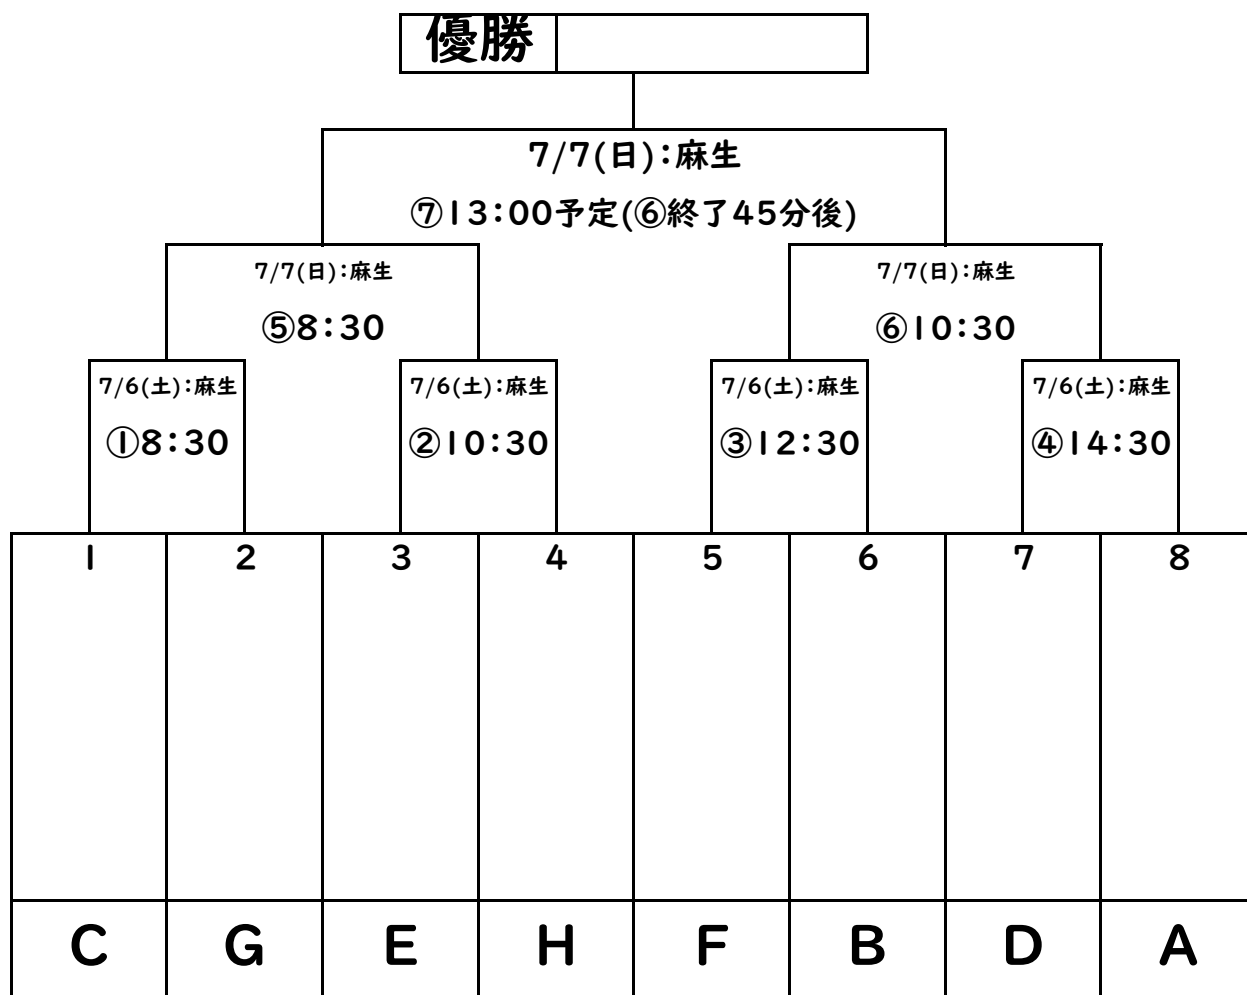 優勝
7/7(日):麻生
⑦13:00予定(⑥終了45分後)
7/7(日):麻生
7/7(日):麻生
⑤8:30
⑥10:30
7/6(土):麻生
7/6(土):麻生
7/6(土):麻生
7/6(土):麻生
①8:30
②10:30
③12:30
④14:30
1 2 3 4 5 6 7 8
C G E H F B D A